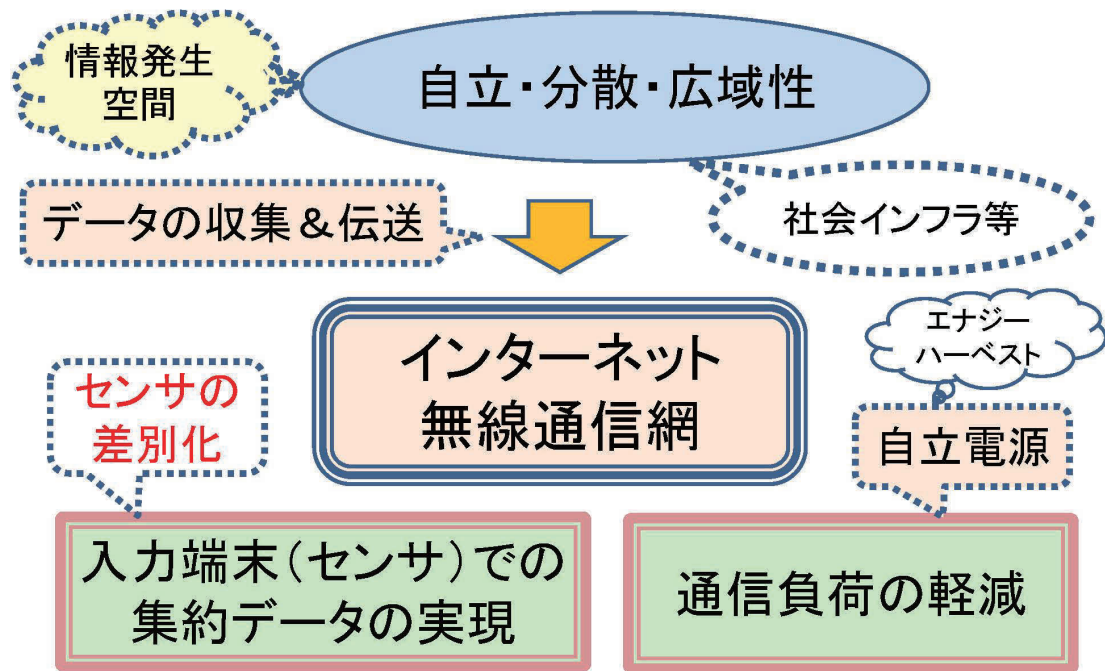 情報発生
空間
自立・分散・広域性
データの収集＆伝送
社会インフラ等
インターネット
無線通信網
エナジー
ハーベスト
センサの
差別化
自立電源
入力端末（センサ）での
集約データの実現
通信負荷の軽減